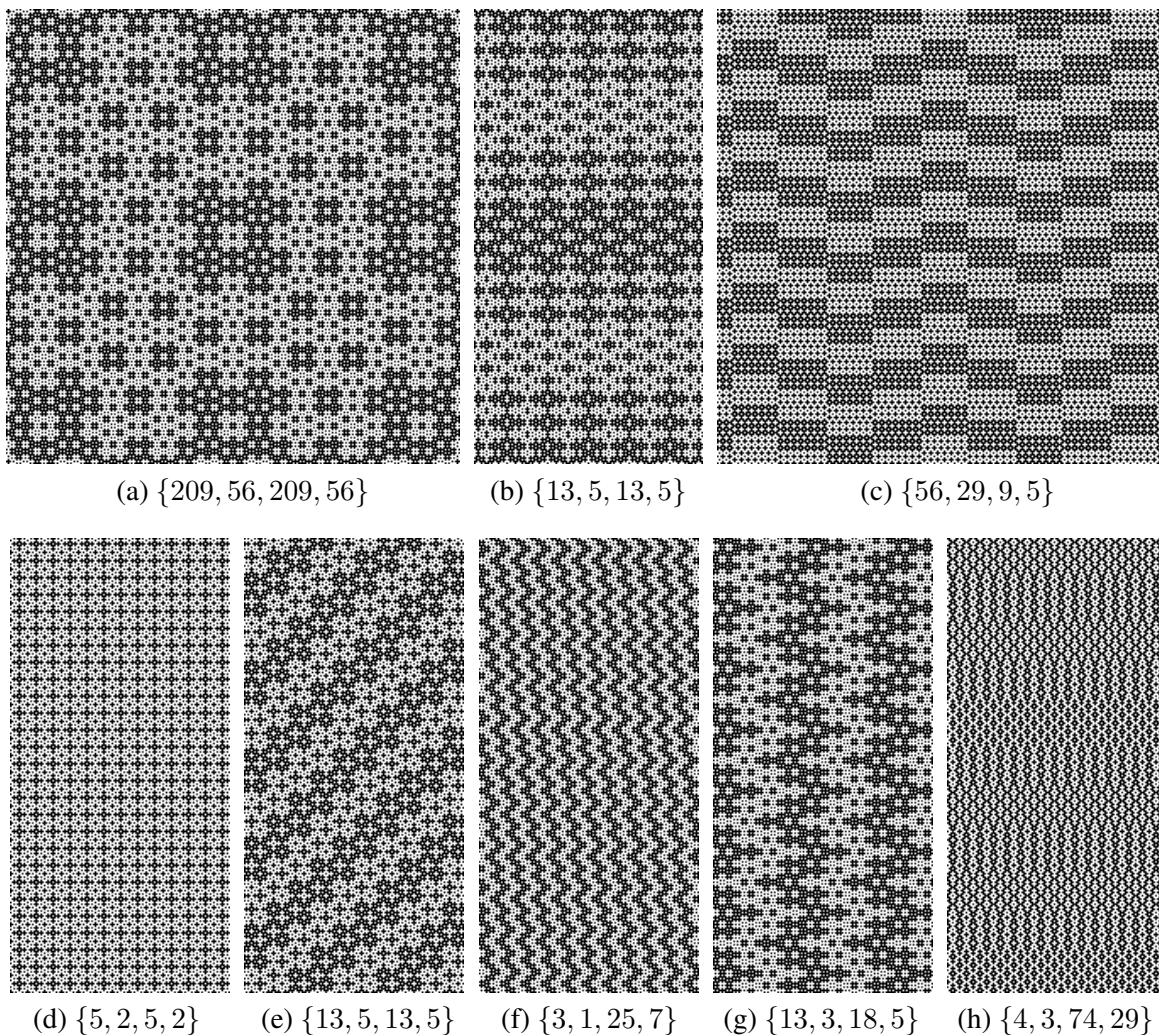 (a) {209, 56, 209, 56} (b) {13, 5, 13, 5} (c) {56, 29, 9, 5}
(d) {5, 2, 5, 2} (e) {13, 5, 13, 5} (f) {3, 1, 25, 7} (g) {13, 3, 18, 5} (h) {4, 3, 74, 29}